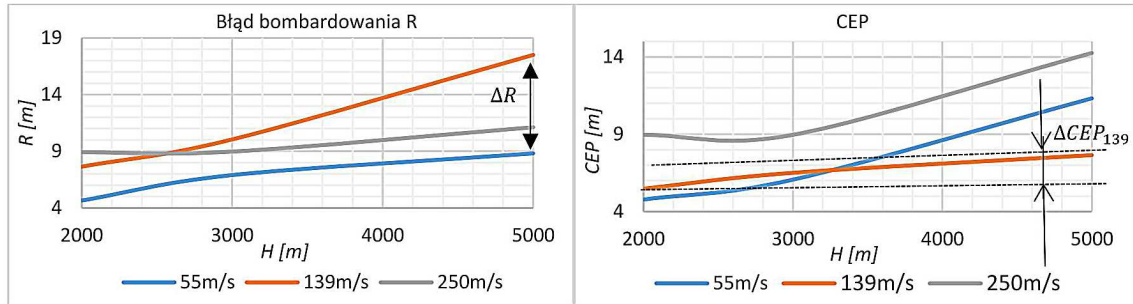 Błąd bombardowania R
19
14
9
4
R [m]
ΔR
2000 3000 4000 5000
H [m]
55m/s 139m/s 250m/s
CEP
14
9
4
CEP [m]
ΔCEP139
2000 3000 4000 5000
H [m]
55m/s 139m/s 250m/s